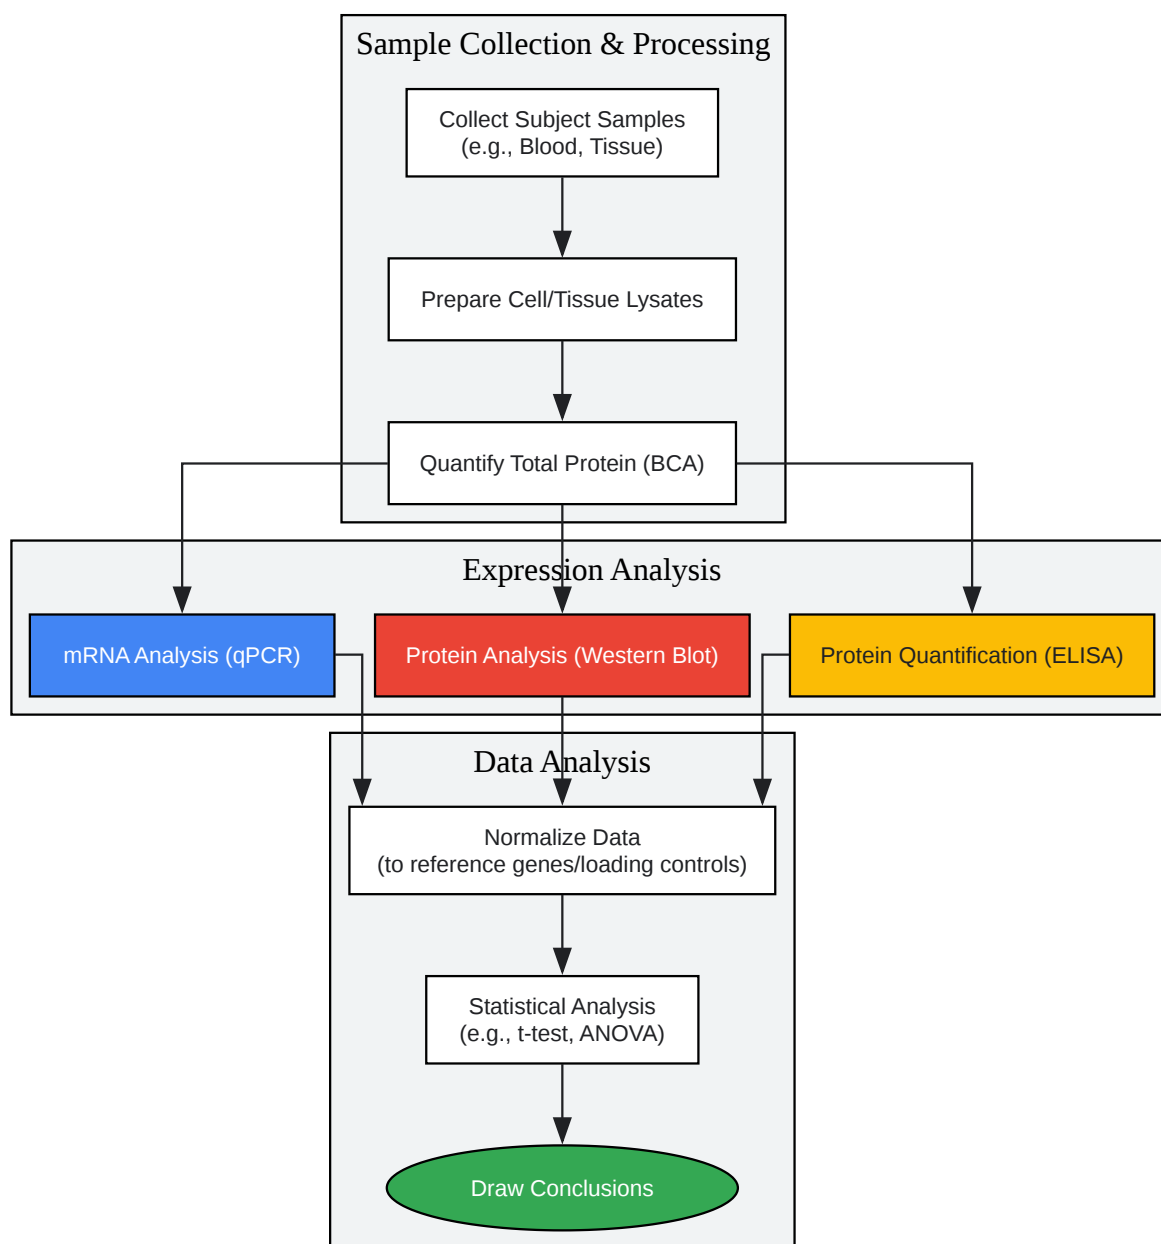 Sample Collection & Processing
Collect Subject Samples
(e.g., Blood, Tissue)
Prepare Cell/Tissue Lysates
Quantify Total Protein (BCA)
Expression Analysis
mRNA Analysis (qPCR)
Protein Analysis (Western Blot)
Protein Quantification (ELISA)
Data Analysis
Normalize Data
(to reference genes/loading controls)
Statistical Analysis
(e.g., t-test, ANOVA)
Draw Conclusions